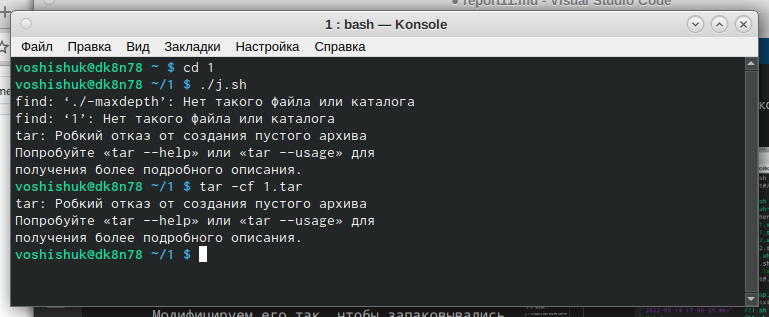 report11.md - Visual Studio Code
1 : bash — Konsole
Файл Правка Вид Закладки Настройка Справка
voshishuk@dk8n78 ~ $ cd 1
voshishuk@dk8n78 ~/1 $ ./j.sh
find: ‘./-maxdepth’: Нет такого файла или каталога
find: ‘1’: Нет такого файла или каталога
tar: Робкий отказ от создания пустого архива
Попробуйте «tar --help» или «tar --usage» для
получения более подробного описания.
voshishuk@dk8n78 ~/1 $ tar -cf 1.tar
tar: Робкий отказ от создания пустого архива
Попробуйте «tar --help» или «tar --usage» для
получения более подробного описания.
voshishuk@dk8n78 ~/1 $
Модифицируем его так, чтобы запаковывались